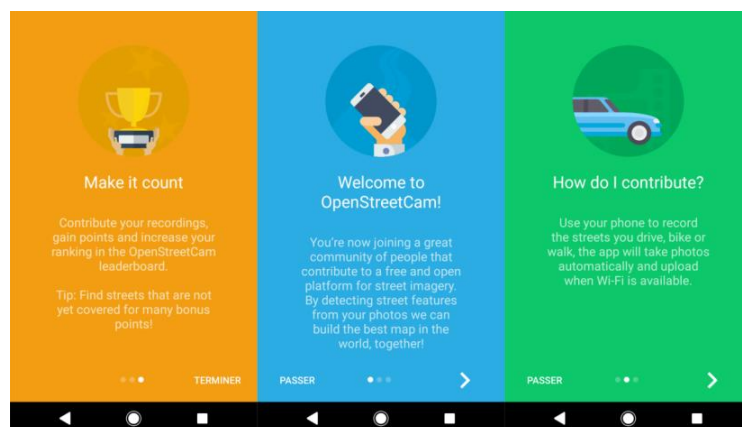 Make it count
Contribute your recordings,
gain points and increase your
ranking in the OpenStreetCam
leaderboard.
Tip: Find streets that are not
yet covered for many bonus
points!
TERMINER
Welcome to
OpenStreetCam!
You're now joining a great
community of people that
contribute to a free and open
platform for street imagery.
By detecting street features
from your photos we can
build the best map in the
world, together!
PASSER
How do I contribute?
Use your phone to record
the streets you drive, bike or
walk, the app will take photos
automatically and upload
when Wi-Fi is available.
PASSER